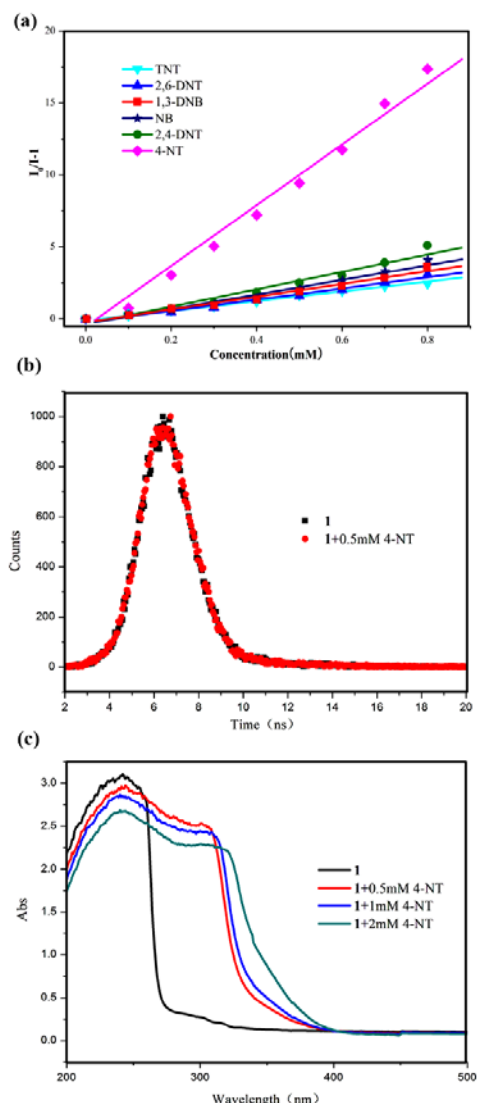 (a)
20
15
10
5
0
I₀/I-1
TNT
2,6-DNT
1,3-DNB
NB
2,4-DNT
4-NT
0.0 0.2 0.4 0.6 0.8
Concentration(mM)
(b)
1000
800
600
400
200
0
Counts
1
1+0.5mM 4-NT
2 4 6 8 10 12 14 16 18 20
Time（ns）
(c)
3.0
2.5
2.0
1.5
1.0
0.5
0.0
Abs
1
1+0.5mM 4-NT
1+1mM 4-NT
1+2mM 4-NT
200 300 400 500
Wavelength（nm）